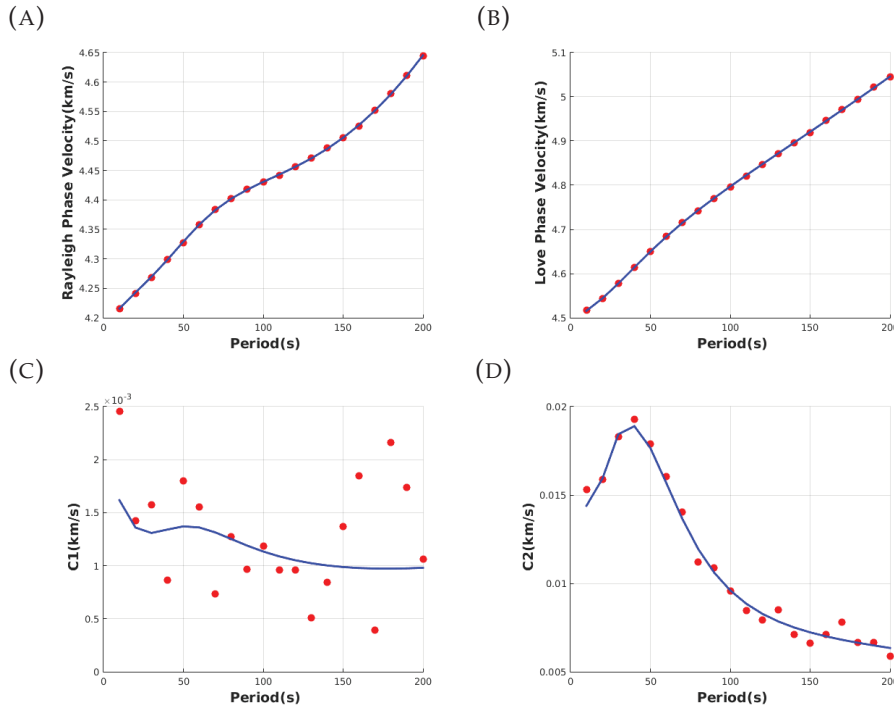 (A)
4.65
4.6
4.55
4.5
4.45
4.4
4.35
4.3
4.25
4.2
0 50 100 150 200
Rayleigh Phase Velocity(km/s)
Period(s)
(B)
5.1
5
4.9
4.8
4.7
4.6
4.5
0 50 100 150 200
Love Phase Velocity(km/s)
Period(s)
(C)
×10⁻³
2.5
2
1.5
1
0.5
0
0 50 100 150 200
C1(km/s)
Period(s)
(D)
0.02
0.015
0.01
0.005
0 50 100 150 200
C2(km/s)
Period(s)